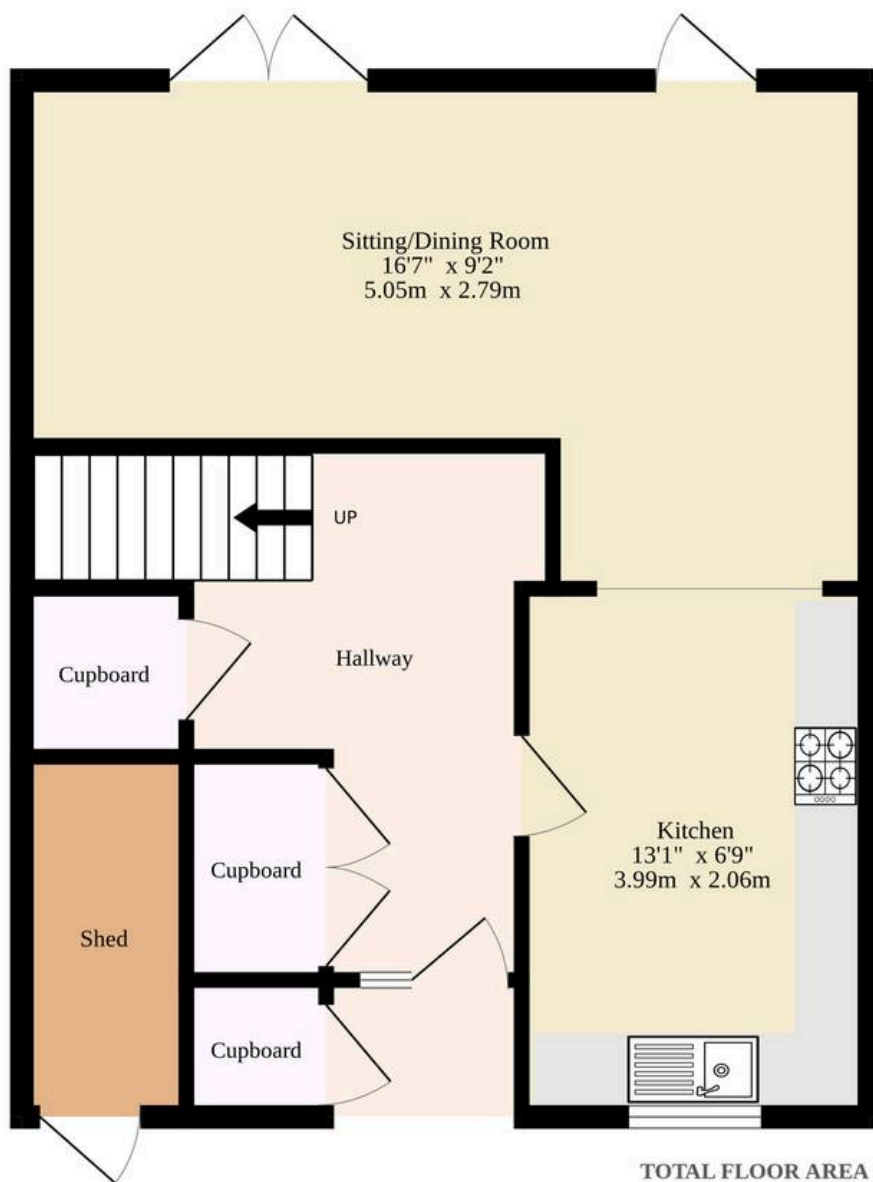 Sitting/Dining Room
16'7" x 9'2"
5.05m x 2.79m
UP
Hallway
Cupboard
Kitchen
13'1" x 6'9"
3.99m x 2.06m
Cupboard
Shed
Cupboard
TOTAL FLOOR AREA